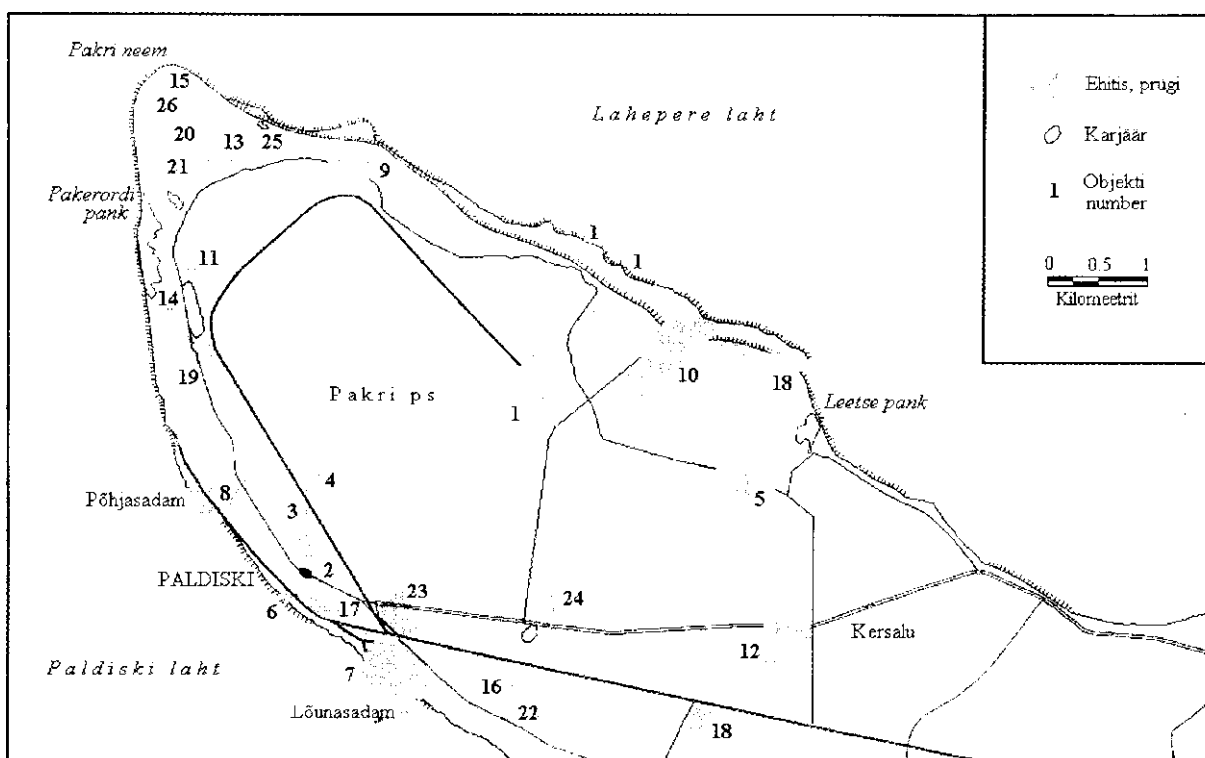 Pakri neem
15
26
20
13
25
21
9
Lahepere laht
Pakerordi
pank
11
14
19
1
1
10
18
Pakri ps
1
Leetse pank
4
8
3
5
Põhjasadam
2
PALDISKI
6
17
23
24
Kersalu
12
Paldiski laht
7
16
Lõunasadam
22
18
Ehitis, prügi
Karjäär
1
Objekti
number
0 0.5 1
Kilomeetrit